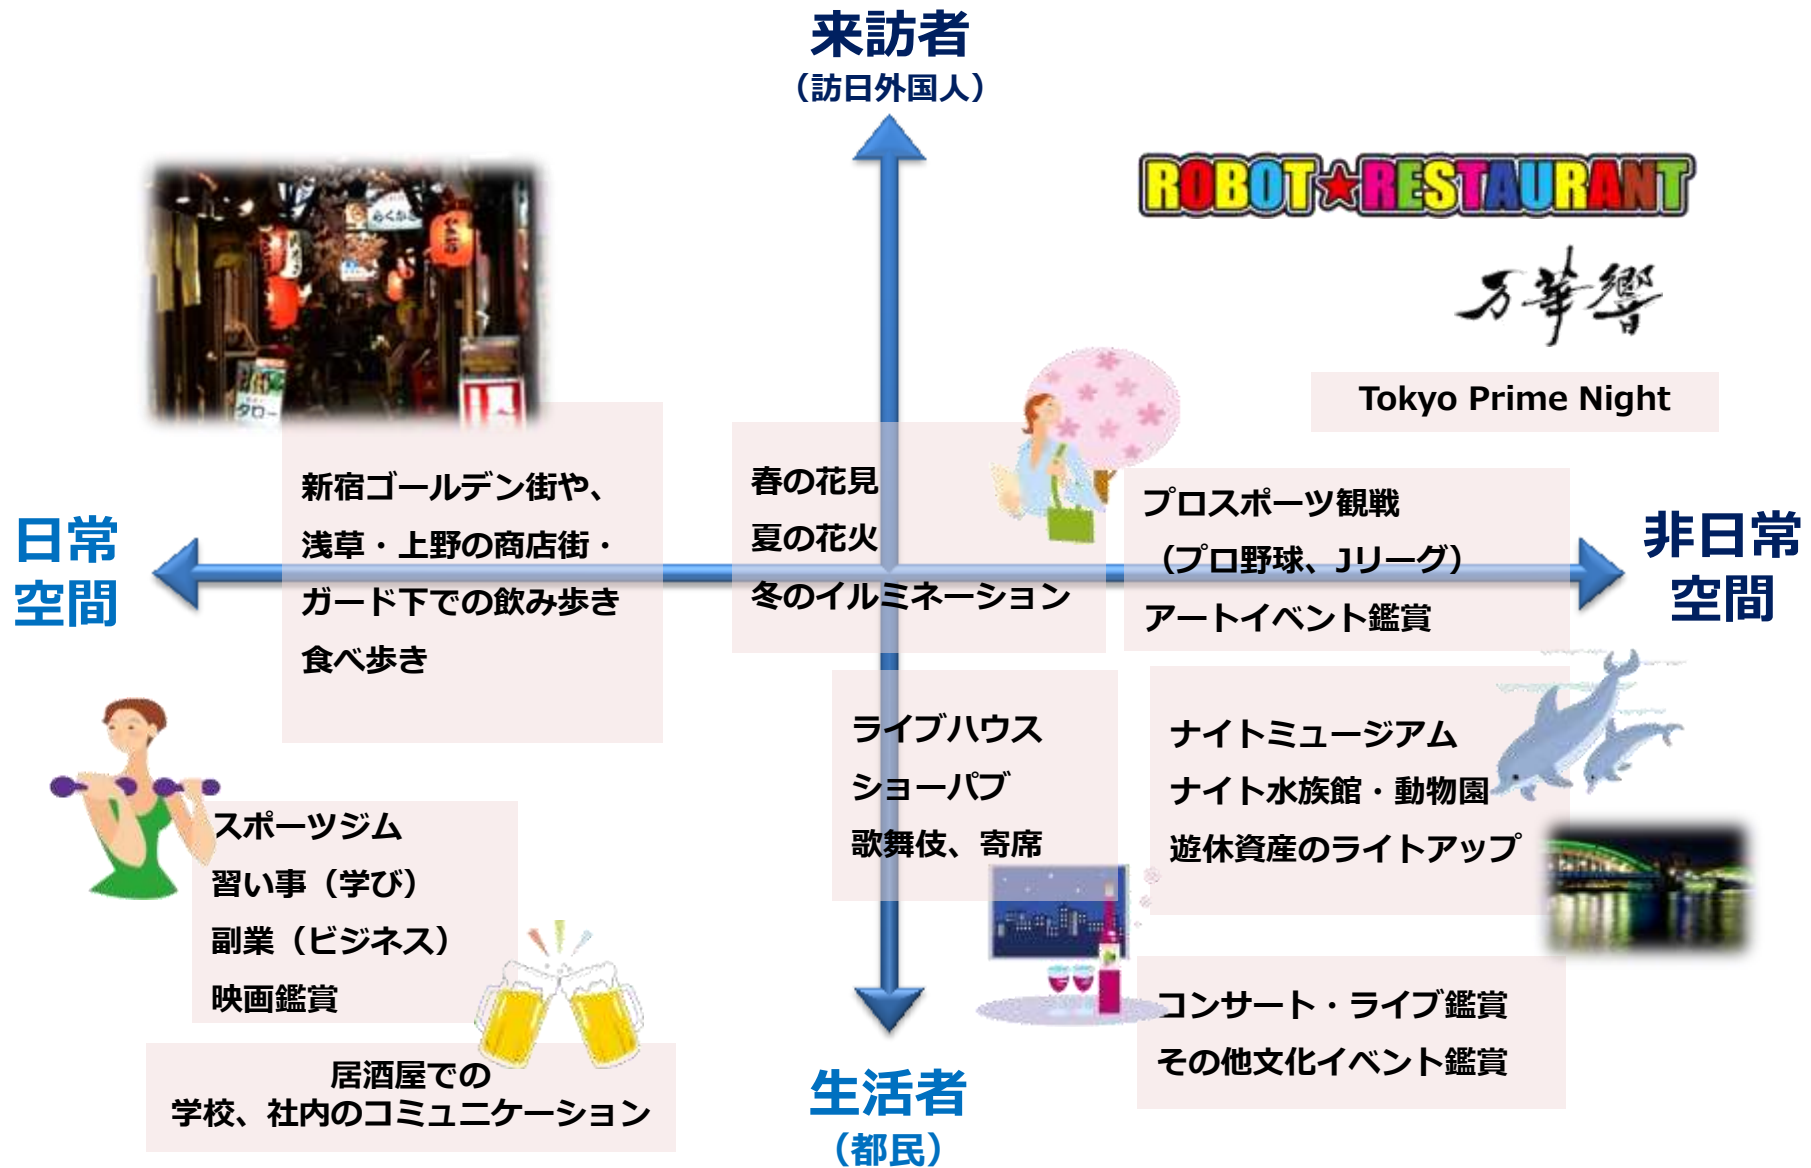 来訪者
（訪日外国人）
ROBOT★RESTAURANT
万華響
Tokyo Prime Night
新宿ゴールデン街や、
浅草・上野の商店街・
ガード下での飲み歩き
食べ歩き
春の花見
夏の花火
冬のイルミネーション
プロスポーツ観戦
（プロ野球、Jリーグ）
アートイベント鑑賞
日常
空間
非日常
空間
ライブハウス
ショーパブ
歌舞伎、寄席
ナイトミュージアム
ナイト水族館・動物園
遊休資産のライトアップ
スポーツジム
習い事（学び）
副業（ビジネス）
映画鑑賞
コンサート・ライブ鑑賞
その他文化イベント鑑賞
居酒屋での
学校、社内のコミュニケーション
生活者
（都民）
タロー